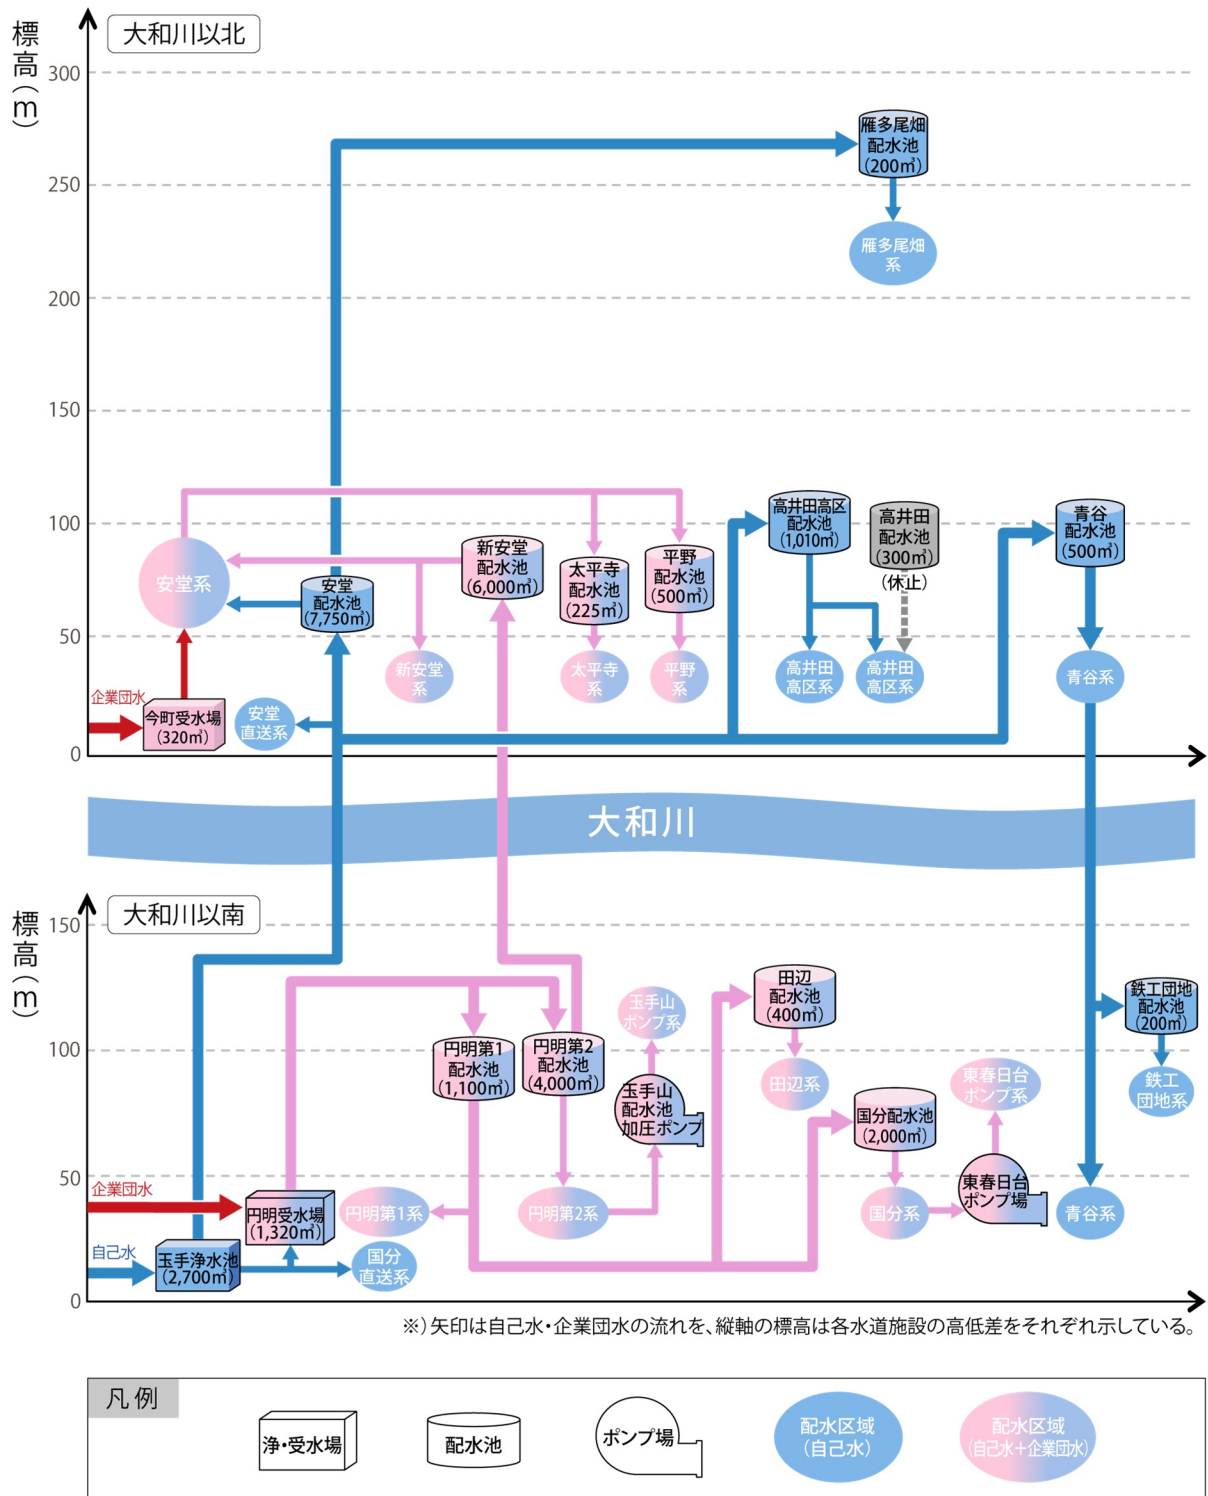 標高(m)
大和川以北
300
250
200
150
100
50
0
雁多尾畑
配水池
(200㎥)
雁多尾畑
系
安堂系
安堂
配水池
(7,750㎥)
新安堂
配水池
(6,000㎥)
新安堂
系
太平寺
配水池
(225㎥)
太平寺
系
平野
配水池
(500㎥)
平野
系
高井田高区
配水池
(1,010㎥)
高井田
配水池
(300㎥)
(休止)
高井田
高区系
高井田
高区系
青谷
配水池
(500㎥)
青谷系
企業団水
今町受水場
(320㎥)
安堂
直送系
大和川
標高(m)
大和川以南
150
100
50
0
円明第1
配水池
(1,100㎥)
円明第2
配水池
(4,000㎥)
玉手山
ポンプ系
玉手山
配水池
加圧ポンプ
田辺
配水池
(400㎥)
田辺系
国分配水池
(2,000㎥)
東春日台
ポンプ系
東春日台
ポンプ場
鉄工団地
配水池
(200㎥)
鉄工
団地系
企業団水
円明受水場
(1,320㎥)
円明第1系
円明第2系
国分系
青谷系
自己水
玉手浄水池
(2,700㎥)
国分
直送系
※)矢印は自己水・企業団水の流れを、縦軸の標高は各水道施設の高低差をそれぞれ示している。
凡例
浄・受水場
配水池
ポンプ場
配水区域
(自己水)
配水区域
(自己水+企業団水)